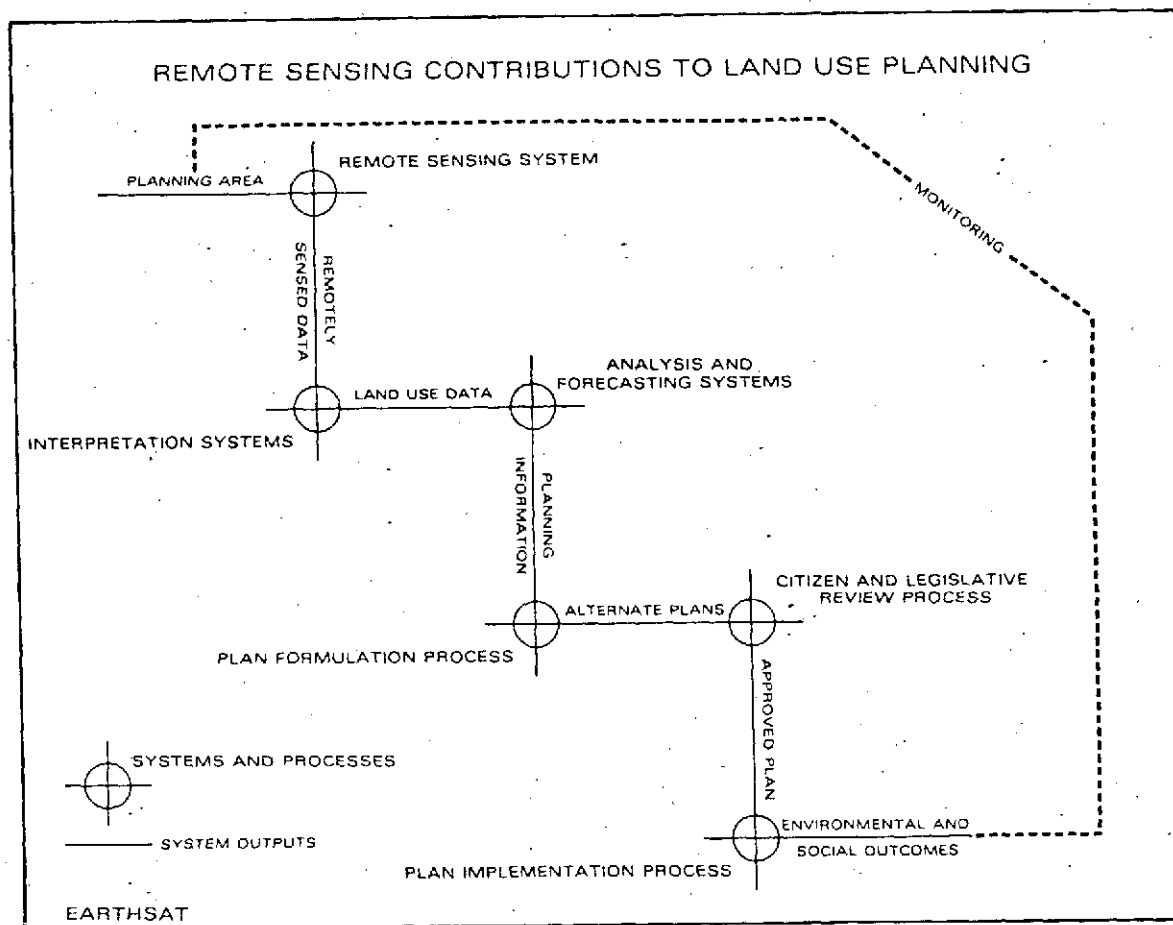 REMOTE SENSING CONTRIBUTIONS TO LAND USE PLANNING
REMOTE SENSING SYSTEM
PLANNING AREA
MONITORING
REMOTELY
SENSED DATA
ANALYSIS AND
FORECASTING SYSTEMS
LAND USE DATA
INTERPRETATION SYSTEMS
PLANNING
INFORMATION
CITIZEN AND LEGISLATIVE
REVIEW PROCESS
ALTERNATE PLANS
PLAN FORMULATION PROCESS
APPROVED PLAN
SYSTEMS AND PROCESSES
SYSTEM OUTPUTS
ENVIRONMENTAL AND
SOCIAL OUTCOMES
PLAN IMPLEMENTATION PROCESS
EARTHSAT